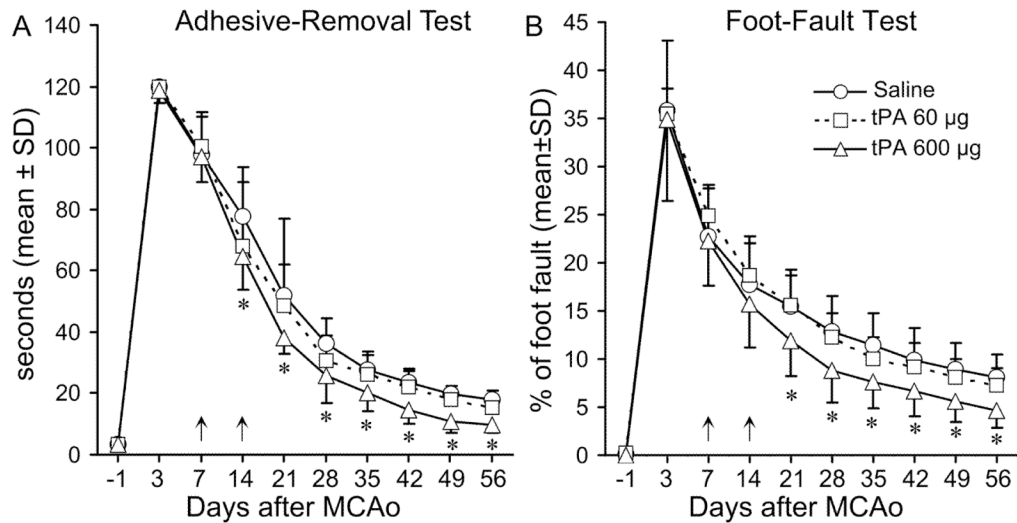 A Adhesive-Removal Test
seconds (mean ± SD)
140
120
100
80
60
40
20
0
* * * * * * *
-1 3 7 14 21 28 35 42 49 56
Days after MCAo
B Foot-Fault Test
% of foot fault (mean±SD)
45
40
35
30
25
20
15
10
5
0
Saline
tPA 60 µg
tPA 600 µg
* * * * * *
-1 3 7 14 21 28 35 42 49 56
Days after MCAo